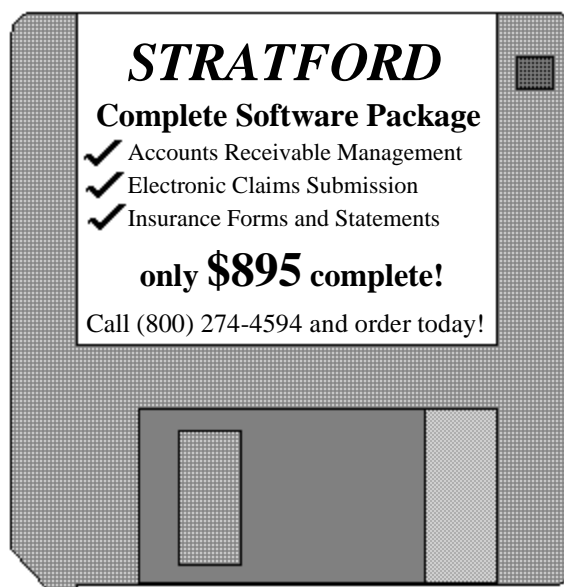 STRATFORD
Complete Software Package
Accounts Receivable Management
Electronic Claims Submission
Insurance Forms and Statements
only $895 complete!
Call (800) 274-4594 and order today!